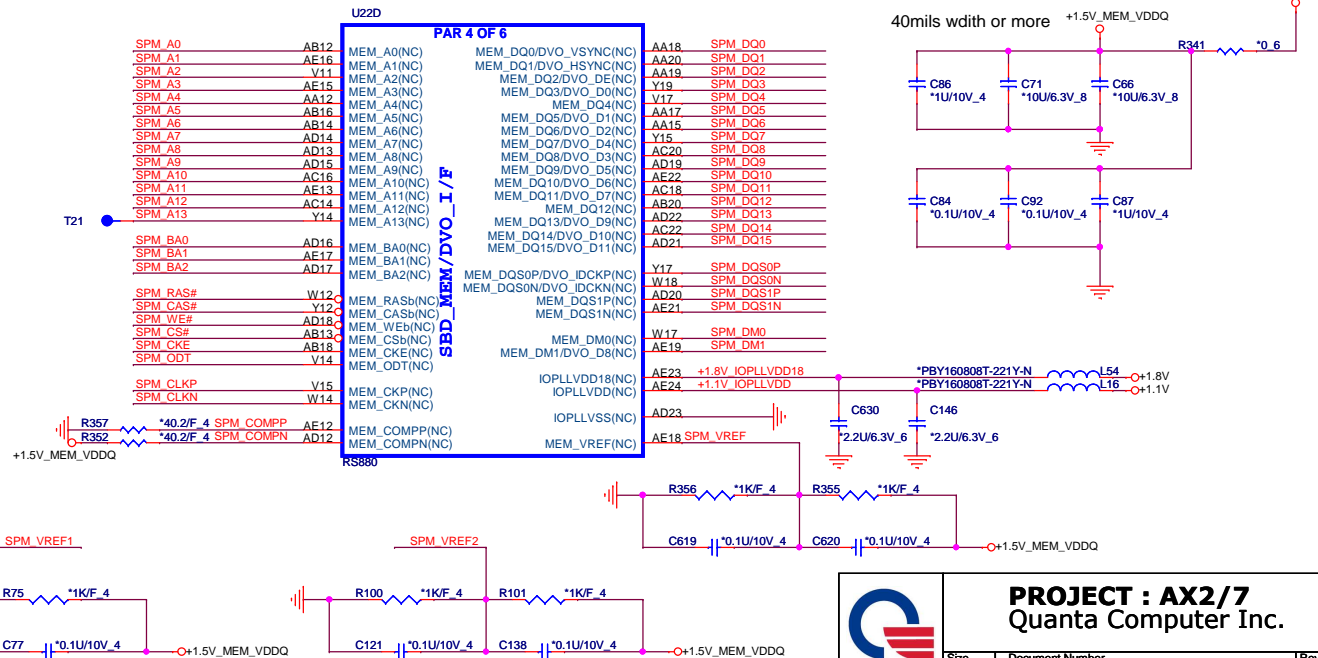 U22D
PAR 4 OF 6
40mils wdith or more
+1.5V_MEM_VDDQ
R341
*0_6
SPM_A0 AB12 MEM_A0(NC)
SPM_A1 AE16 MEM_A1(NC)
SPM_A2 V11 MEM_A2(NC)
SPM_A3 AE15 MEM_A3(NC)
SPM_A4 AA12 MEM_A4(NC)
SPM_A5 AB16 MEM_A5(NC)
SPM_A6 AB14 MEM_A6(NC)
SPM_A7 AD14 MEM_A7(NC)
SPM_A8 AD13 MEM_A8(NC)
SPM_A9 AD15 MEM_A9(NC)
SPM_A10 AC16 MEM_A10(NC)
SPM_A11 AE13 MEM_A11(NC)
SPM_A12 AC14 MEM_A12(NC)
T21 SPM_A13 Y14 MEM_A13(NC)
SPM_BA0 AD16 MEM_BA0(NC)
SPM_BA1 AE17 MEM_BA1(NC)
SPM_BA2 AD17 MEM_BA2(NC)
SPM_RAS# W12 MEM_RASb(NC)
SPM_CAS# Y12 MEM_CASb(NC)
SPM_WE# AD18 MEM_WEb(NC)
SPM_CS# AB13 MEM_CSb(NC)
SPM_CKE AB18 MEM_CKE(NC)
SPM_ODT V14 MEM_ODT(NC)
SPM_CLKP V15 MEM_CKP(NC)
SPM_CLKN W14 MEM_CKN(NC)
R357 *40.2/F_4 SPM_COMPP AE12 MEM_COMPP(NC)
R352 *40.2/F_4 SPM_COMPN AD12 MEM_COMPN(NC)
+1.5V_MEM_VDDQ
RS880
SBD_MEM/DVO_I/F
MEM_DQ0/DVO_VSYNC(NC) AA18 SPM_DQ0
MEM_DQ1/DVO_HSYNC(NC) AA20 SPM_DQ1
MEM_DQ2/DVO_DE(NC) AA19 SPM_DQ2
MEM_DQ3/DVO_D0(NC) Y19 SPM_DQ3
MEM_DQ4(NC) V17 SPM_DQ4
MEM_DQ5/DVO_D1(NC) AA17 SPM_DQ5
MEM_DQ6/DVO_D2(NC) AA15 SPM_DQ6
MEM_DQ7/DVO_D4(NC) Y15 SPM_DQ7
MEM_DQ8/DVO_D3(NC) AC20 SPM_DQ8
MEM_DQ9/DVO_D5(NC) AD19 SPM_DQ9
MEM_DQ10/DVO_D6(NC) AE22 SPM_DQ10
MEM_DQ11/DVO_D7(NC) AC18 SPM_DQ11
MEM_DQ12(NC) AB20 SPM_DQ12
MEM_DQ13/DVO_D9(NC) AD22 SPM_DQ13
MEM_DQ14/DVO_D10(NC) AC22 SPM_DQ14
MEM_DQ15/DVO_D11(NC) AD21 SPM_DQ15
MEM_DQS0P/DVO_IDCKP(NC) Y17 SPM_DQS0P
MEM_DQS0N/DVO_IDCKN(NC) W18 SPM_DQS0N
MEM_DQS1P(NC) AD20 SPM_DQS1P
MEM_DQS1N(NC) AE21 SPM_DQS1N
MEM_DM0(NC) W17 SPM_DM0
MEM_DM1/DVO_D8(NC) AE19 SPM_DM1
IOPLLVDD18(NC) AE23 +1.8V_IOPLLVDD18 *PBY160808T-221Y-N L54 +1.8V
IOPLLVDD(NC) AE24 +1.1V_IOPLLVDD *PBY160808T-221Y-N L16 +1.1V
IOPLLVSS(NC) AD23
MEM_VREF(NC) AE18 SPM_VREF
C86 *1U/10V_4
C71 *10U/6.3V_8
C66 *10U/6.3V_8
C84 *0.1U/10V_4
C92 *0.1U/10V_4
C87 *1U/10V_4
C630 *2.2U/6.3V_6
C146 *2.2U/6.3V_6
R356 *1K/F_4
R355 *1K/F_4
C619 *0.1U/10V_4
C620 *0.1U/10V_4
+1.5V_MEM_VDDQ
SPM_VREF1
R75 *1K/F_4
C77 *0.1U/10V_4
+1.5V_MEM_VDDQ
SPM_VREF2
R100 *1K/F_4
R101 *1K/F_4
C121 *0.1U/10V_4
C138 *0.1U/10V_4
+1.5V_MEM_VDDQ
PROJECT : AX2/7
Quanta Computer Inc.
Size Document Number Rev